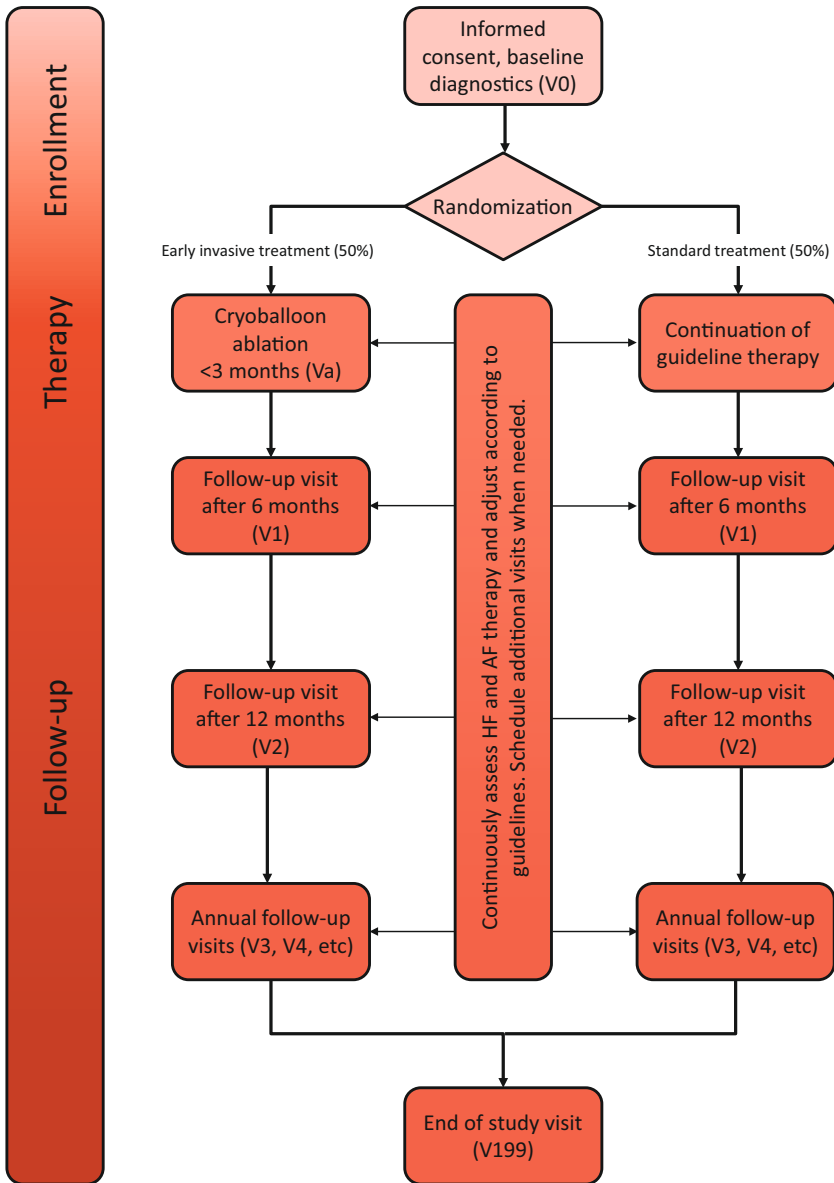 Enrollment
Therapy
Follow-up
Informed
consent, baseline
diagnostics (V0)
Randomization
Early invasive treatment (50%)
Standard treatment (50%)
Cryoballoon
ablation
<3 months (Va)
Continuation of
guideline therapy
Continuously assess HF and AF therapy and adjust according to
guidelines. Schedule additional visits when needed.
Follow-up visit
after 6 months
(V1)
Follow-up visit
after 6 months
(V1)
Follow-up visit
after 12 months
(V2)
Follow-up visit
after 12 months
(V2)
Annual follow-up
visits (V3, V4, etc)
Annual follow-up
visits (V3, V4, etc)
End of study visit
(V199)